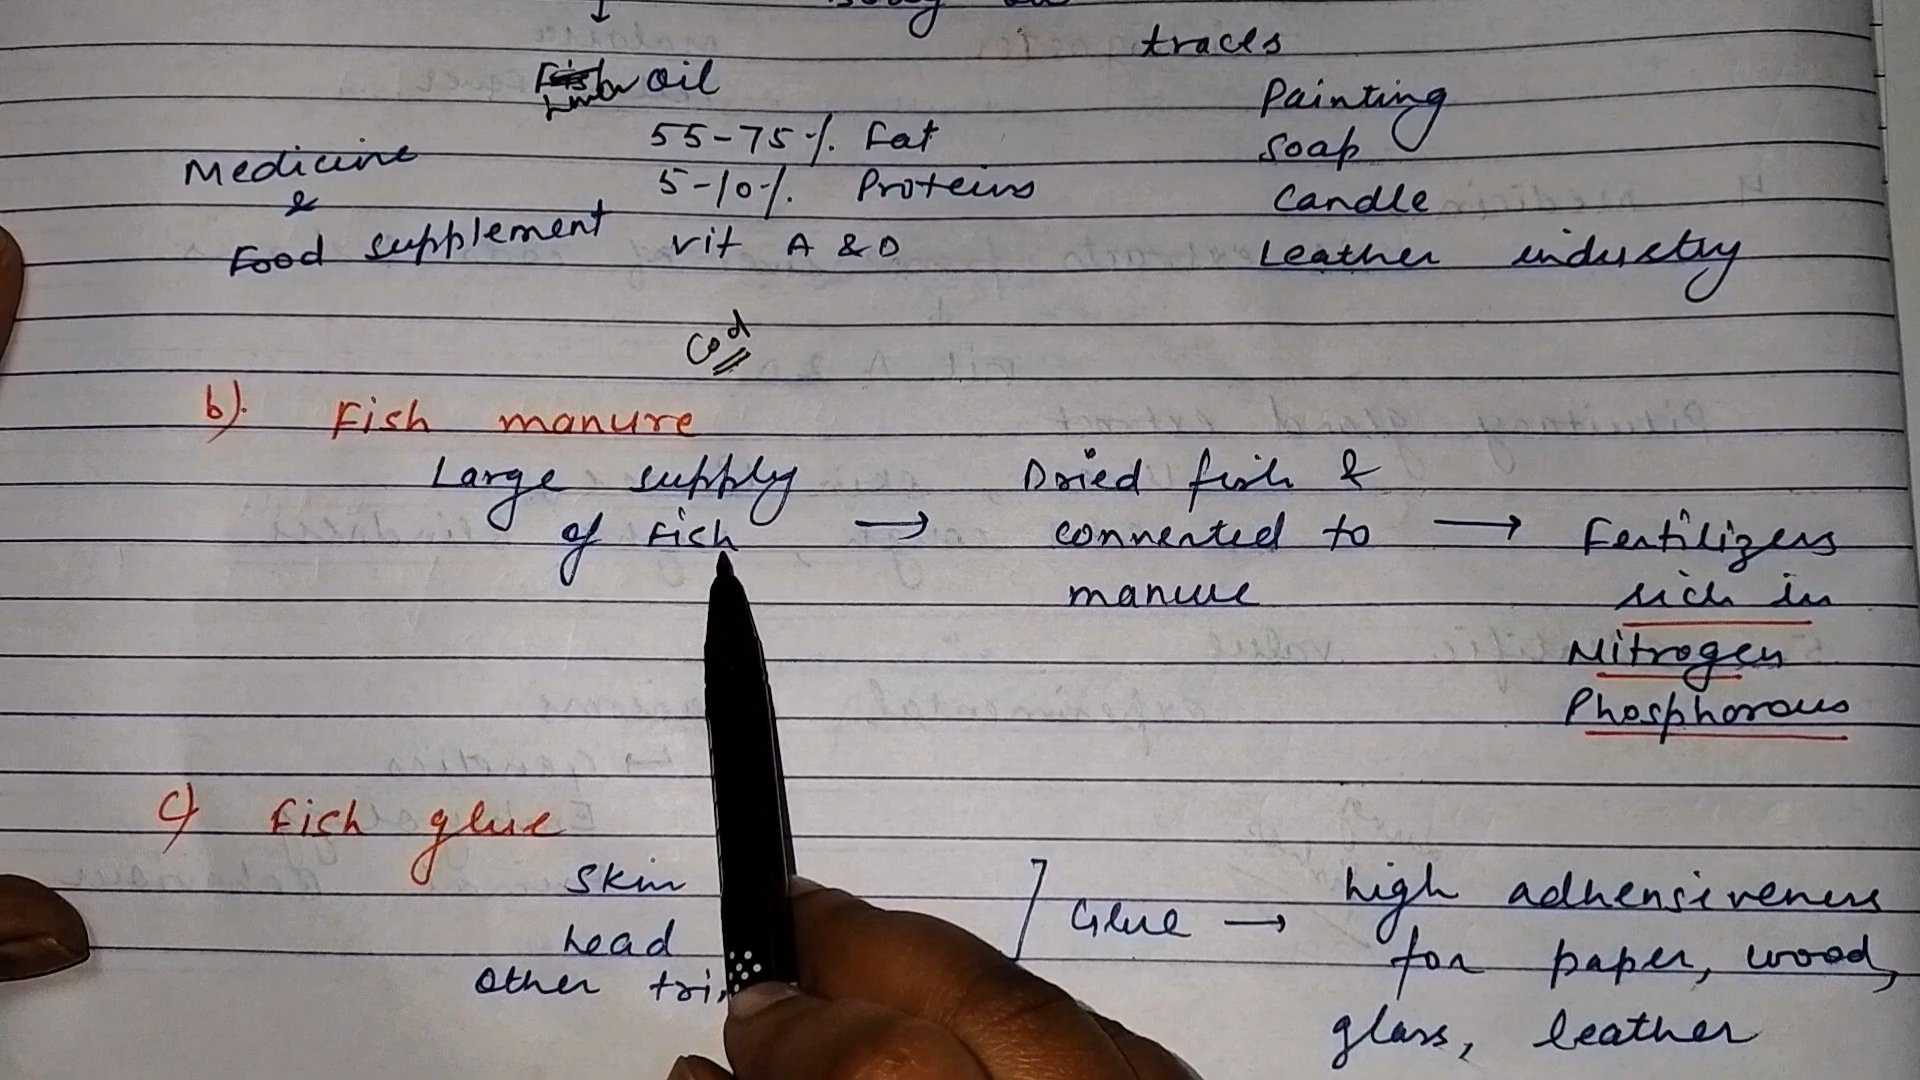 traces
oil
Painting
55-75 % Fat
Soap
Medicine
5-10 % Proteins
&
Candle
Food supplement
vit A & D
Leather industry
Cod
b). Fish manure
Large supply
of Fish → Dried fish &
connented to → Fertilizers
manure
rich in
Nitrogen
Phosphorous
c) Fish glue
Skin
head
Other
Glue → high adhensiveness
for paper, wood,
glass, leather